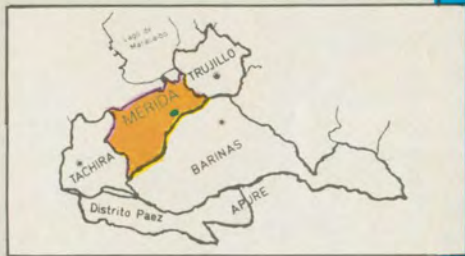 Lago de
Maracaibo
TRUJILLO
MERIDA
TACHIRA
BARINAS
Distrito Paez
APURE